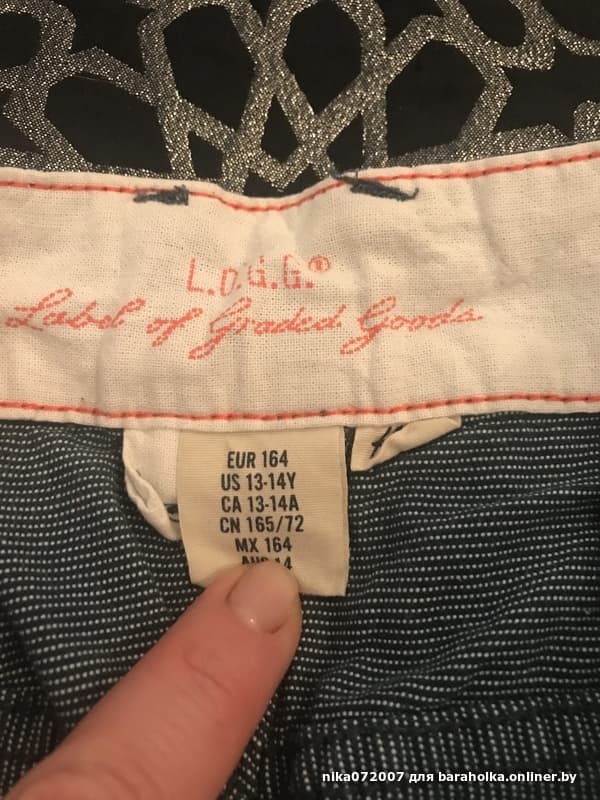 L.O.G.G.®
Label of Graded Goods
EUR 164
US 13-14Y
CA 13-14A
CN 165/72
MX 164
nika072007 для baraholka.onliner.by